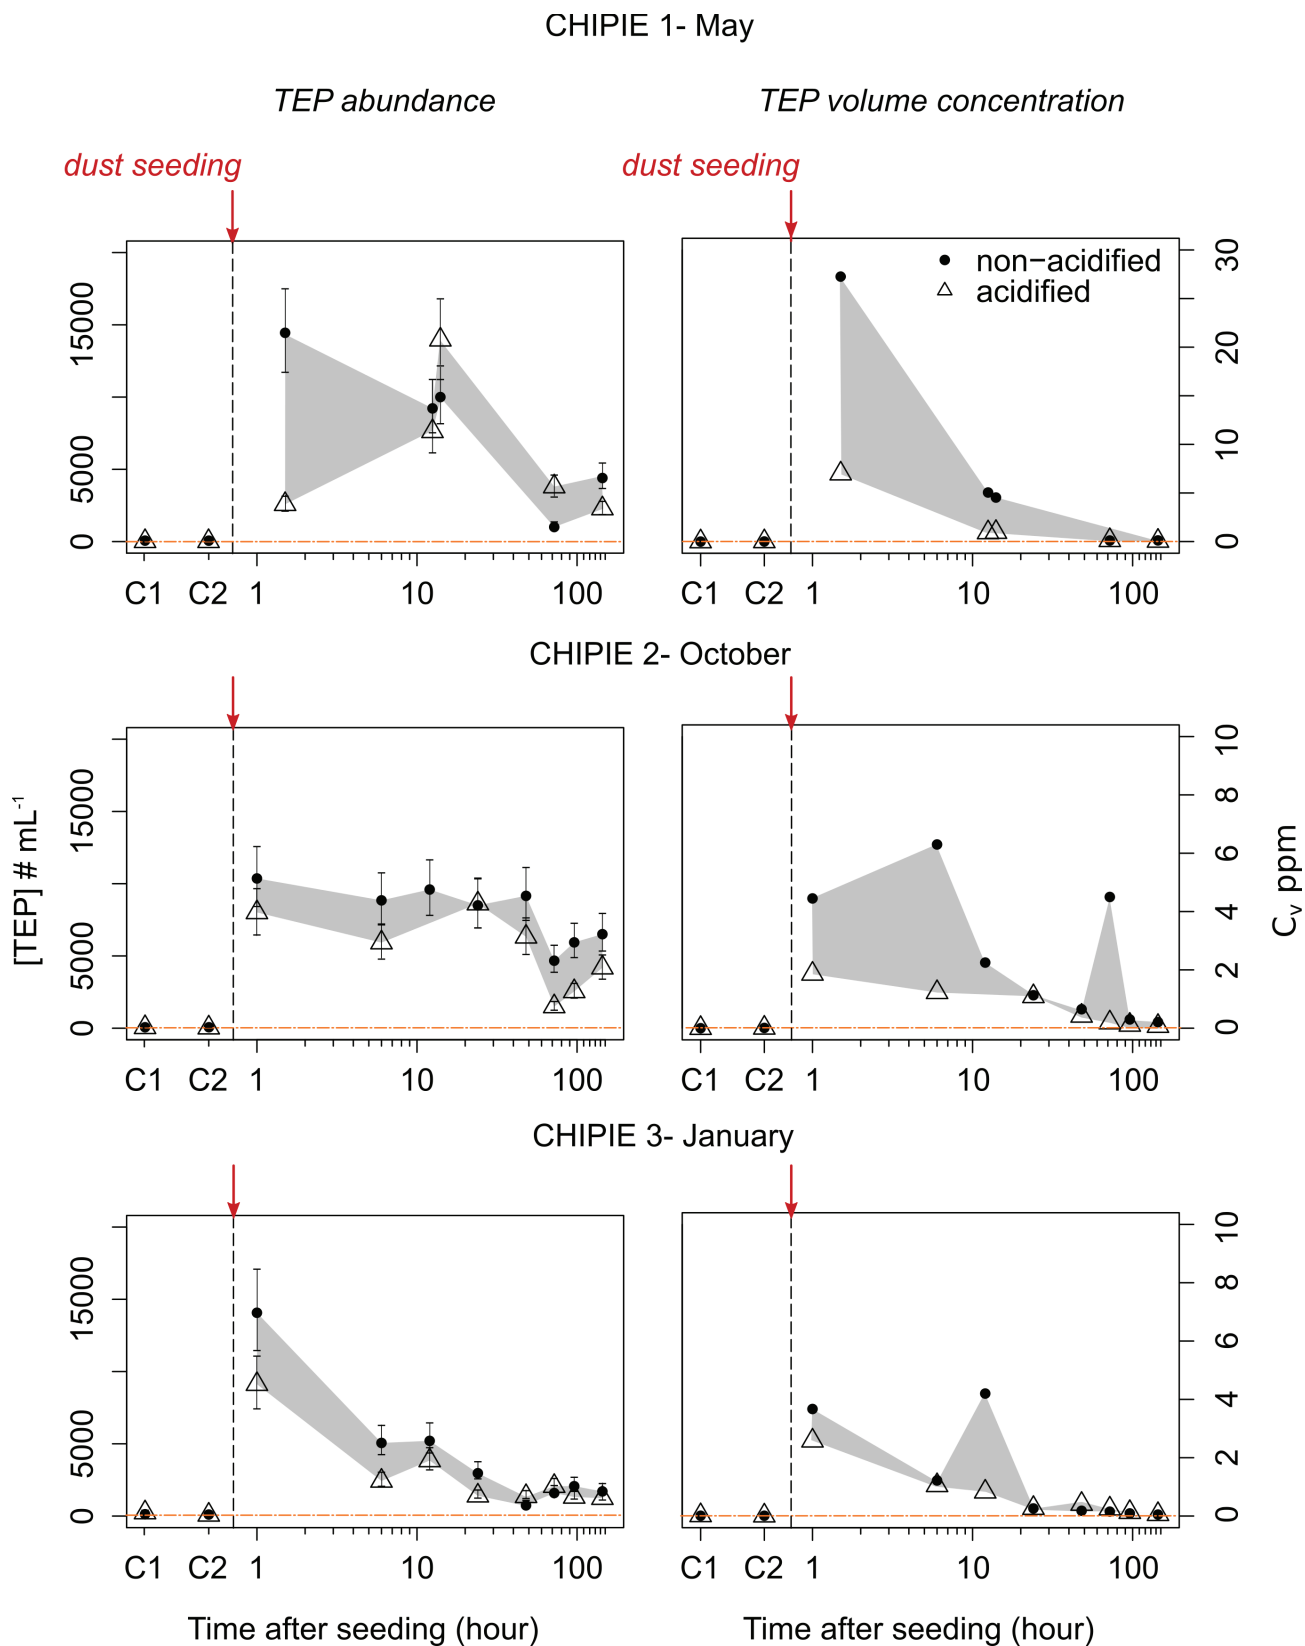 CHIPIE 1- May
TEP abundance
TEP volume concentration
dust seeding
dust seeding
non−acidified
acidified
0
5000
15000
0
10
20
30
C1 C2 1 10 100
C1 C2 1 10 100
CHIPIE 2- October
[TEP] # mL-1
0
5000
15000
0
2
4
6
8
10
Cv ppm
C1 C2 1 10 100
C1 C2 1 10 100
CHIPIE 3- January
0
5000
15000
0
2
4
6
8
10
C1 C2 1 10 100
C1 C2 1 10 100
Time after seeding (hour)
Time after seeding (hour)